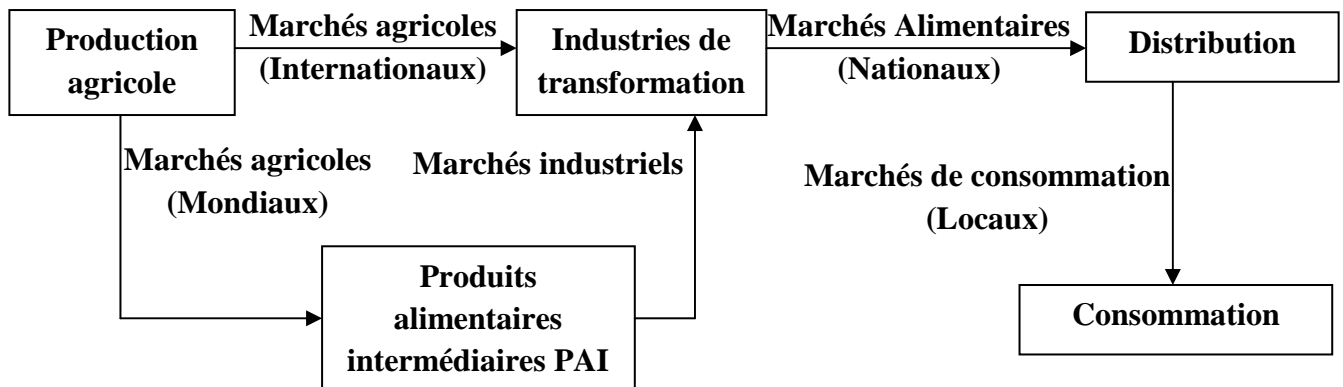 Production
agricole
Marchés agricoles
(Internationaux)
Industries de
transformation
Marchés Alimentaires
(Nationaux)
Distribution
Marchés agricoles
(Mondiaux)
Marchés industriels
Marchés de consommation
(Locaux)
Produits
alimentaires
intermédiaires PAI
Consommation